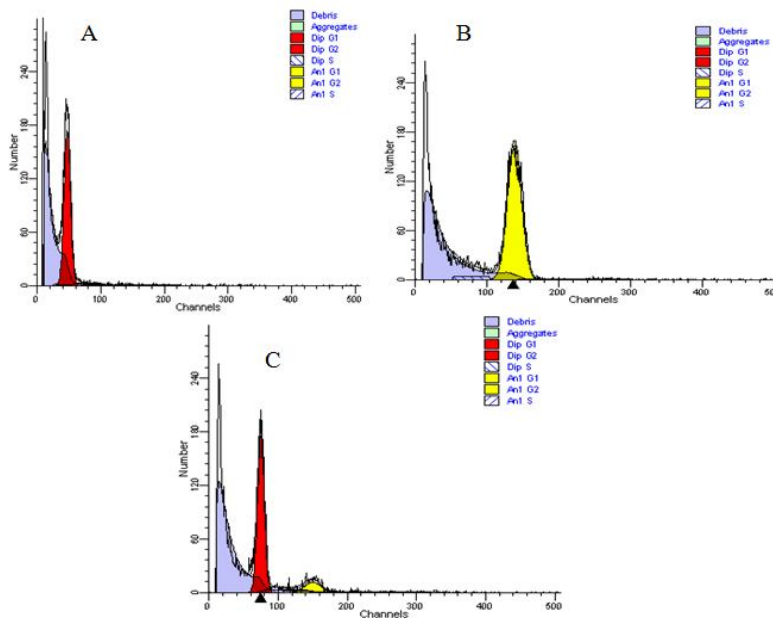 A
Debris
Aggregates
Dip G1
Dip G2
Dip S
An1 G1
An1 G2
An1 S
Number
0 60 120 180 240
0 100 200 300 400 500
Channels
B
Debris
Aggregates
Dip G1
Dip G2
Dip S
An1 G1
An1 G2
An1 S
Number
0 60 120 180 240
0 100 200 300 400 500
Channels
C
Debris
Aggregates
Dip G1
Dip G2
Dip S
An1 G1
An1 G2
An1 S
Number
0 60 120 180 240
0 100 200 300 400 500
Channels